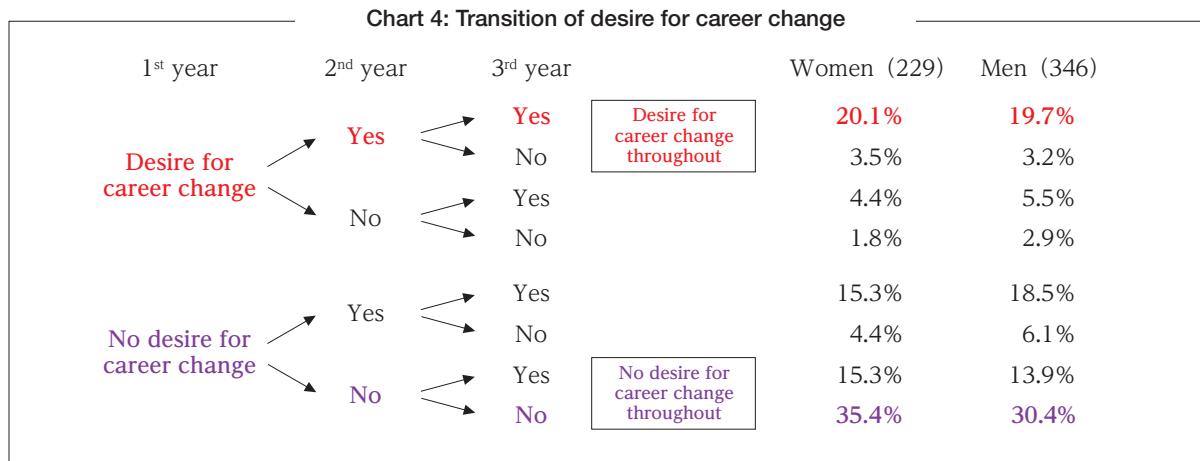 Chart 4: Transition of desire for career change
1st year 2nd year 3rd year Women (229) Men (346)
Desire for career change
Yes
Yes
Desire for
career change
throughout
20.1% 19.7%
No 3.5% 3.2%
No
Yes 4.4% 5.5%
No 1.8% 2.9%
No desire for
career change
Yes
Yes 15.3% 18.5%
No 4.4% 6.1%
No
Yes 15.3% 13.9%
No desire for
career change
throughout
No 35.4% 30.4%